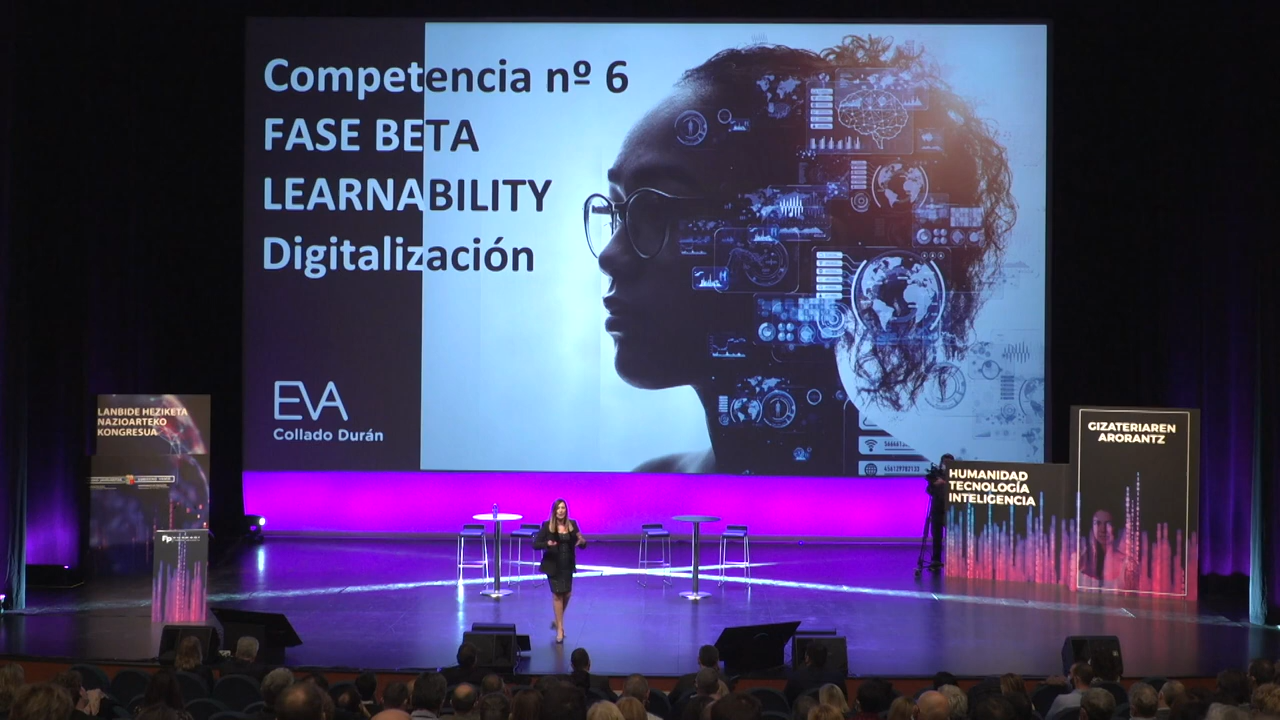 Competencia nº 6
FASE BETA
LEARNABILITY
Digitalización
EVA
Collado Durán
LANBIDE HEZIKETA
NAZIOARTEKO
KONGRESUA
HUMANIDAD
TECNOLOGÍA
INTELIGENCIA
GIZATERIAREN
ARORANTZ